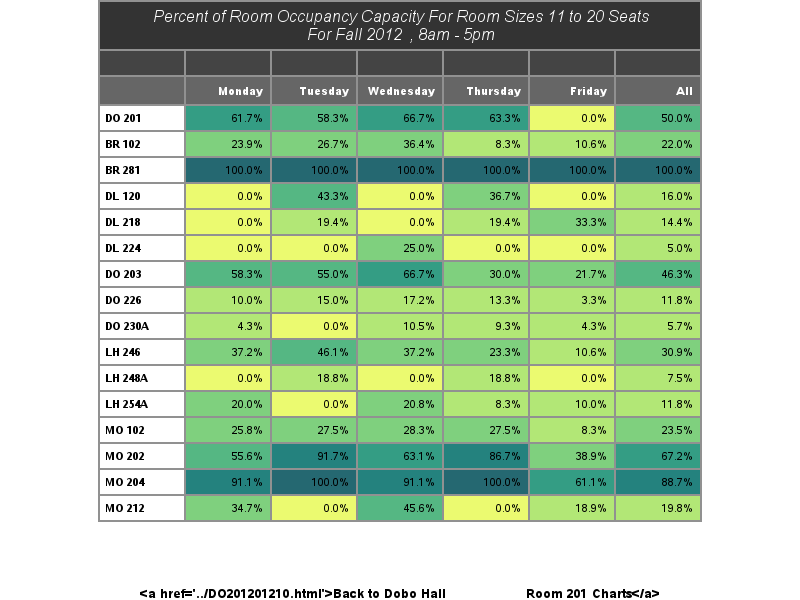 Percent of Room Occupancy Capacity For Room Sizes 11 to 20 Seats
For Fall 2012 , 8am - 5pm
Monday Tuesday Wednesday Thursday Friday All
DO 201 61.7% 58.3% 66.7% 63.3% 0.0% 50.0%
BR 102 23.9% 26.7% 36.4% 8.3% 10.6% 22.0%
BR 281 100.0% 100.0% 100.0% 100.0% 100.0% 100.0%
DL 120 0.0% 43.3% 0.0% 36.7% 0.0% 16.0%
DL 218 0.0% 19.4% 0.0% 19.4% 33.3% 14.4%
DL 224 0.0% 0.0% 25.0% 0.0% 0.0% 5.0%
DO 203 58.3% 55.0% 66.7% 30.0% 21.7% 46.3%
DO 226 10.0% 15.0% 17.2% 13.3% 3.3% 11.8%
DO 230A 4.3% 0.0% 10.5% 9.3% 4.3% 5.7%
LH 246 37.2% 46.1% 37.2% 23.3% 10.6% 30.9%
LH 248A 0.0% 18.8% 0.0% 18.8% 0.0% 7.5%
LH 254A 20.0% 0.0% 20.8% 8.3% 10.0% 11.8%
MO 102 25.8% 27.5% 28.3% 27.5% 8.3% 23.5%
MO 202 55.6% 91.7% 63.1% 86.7% 38.9% 67.2%
MO 204 91.1% 100.0% 91.1% 100.0% 61.1% 88.7%
MO 212 34.7% 0.0% 45.6% 0.0% 18.9% 19.8%
<a href='../DO201201210.html'>Back to Dobo Hall Room 201 Charts</a>